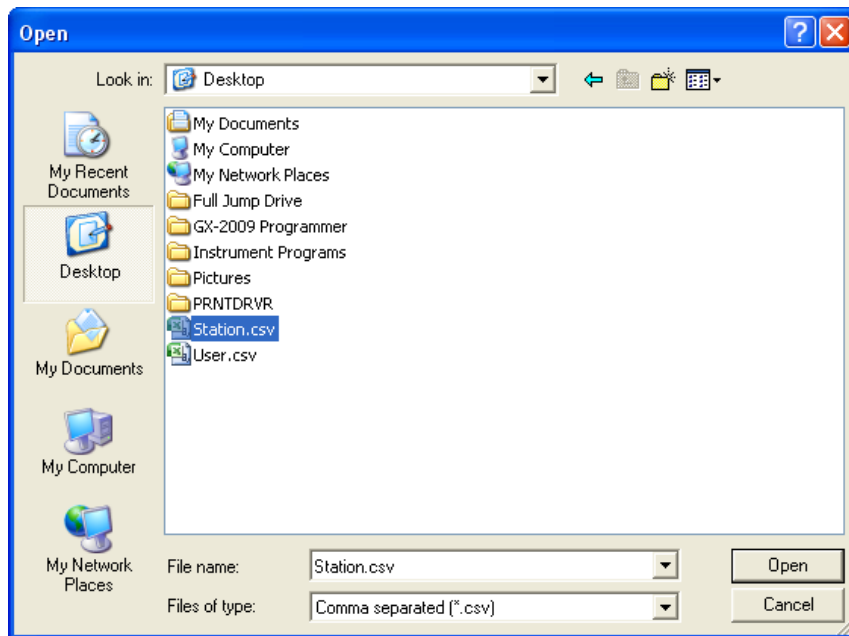 Open
Look in:
Desktop
My Recent
Documents
Desktop
My Documents
My Computer
My Network
Places
My Documents
My Computer
My Network Places
Full Jump Drive
GX-2009 Programmer
Instrument Programs
Pictures
PRNTDRVR
Station.csv
User.csv
File name:
Station.csv
Open
Files of type:
Comma separated (*.csv)
Cancel